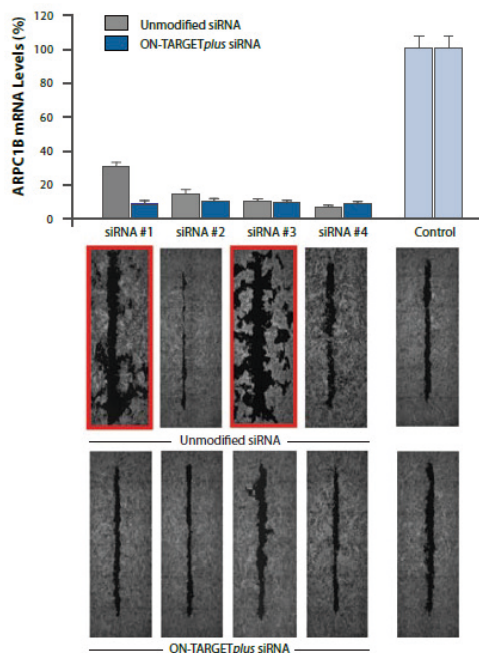 ARPC1B mRNA Levels (%)
120
100
80
60
40
20
0
Unmodified siRNA
ON-TARGETplus siRNA
siRNA #1 siRNA #2 siRNA #3 siRNA #4 Control
Unmodified siRNA
ON-TARGETplus siRNA